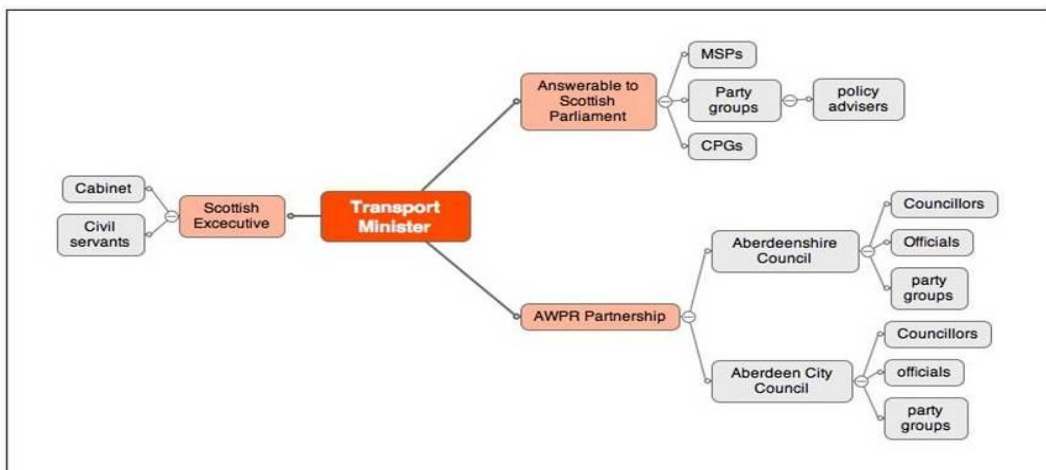 Transport
Minister
Scottish
Excecutive
Cabinet
Civil
servants
Answerable to
Scottish
Parliament
MSPs
Party
groups
policy
advisers
CPGs
AWPR Partnership
Aberdeenshire
Council
Councillors
Officials
party
groups
Aberdeen City
Council
Councillors
officials
party
groups